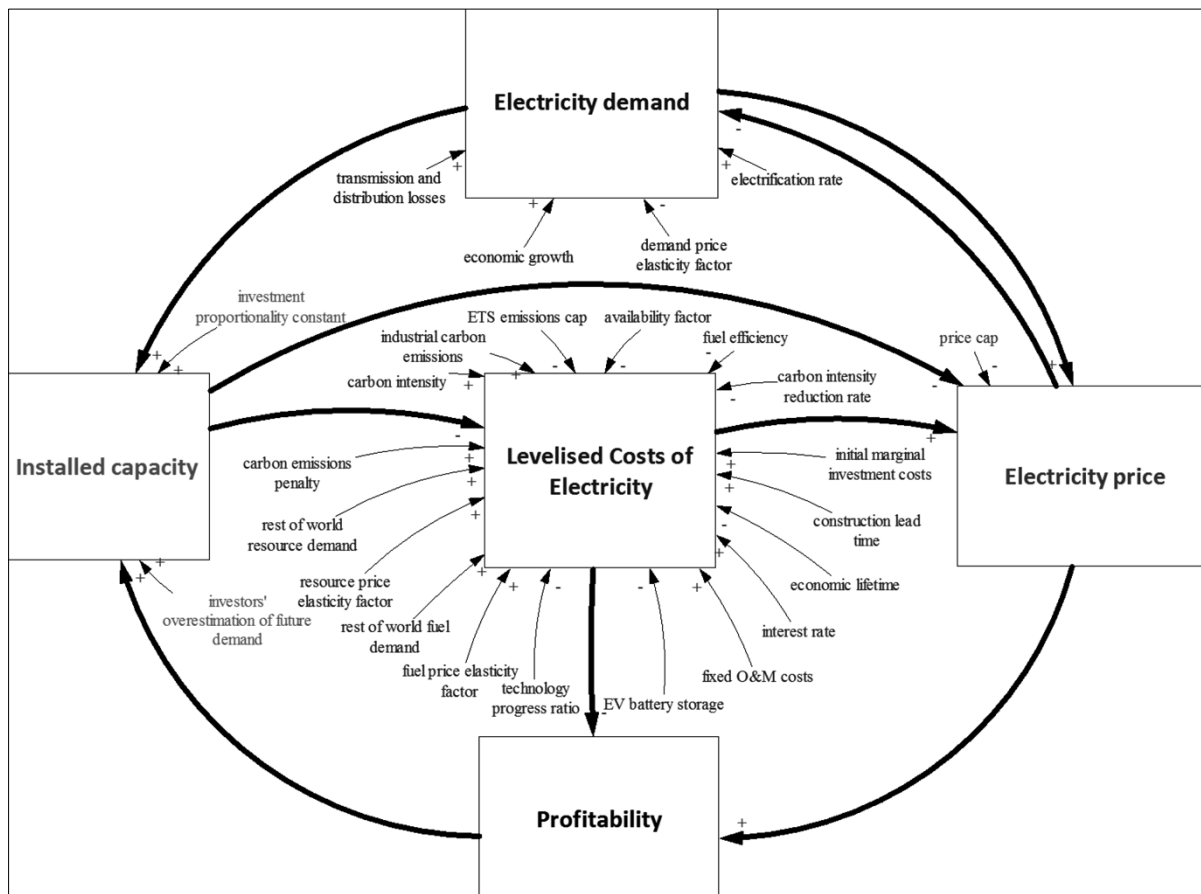 Electricity demand
-
+
+
transmission and
distribution losses
electrification rate
+
-
economic growth
demand price
elasticity factor
investment
proportionality constant
ETS emissions cap
availability factor
industrial carbon
emissions
fuel efficiency
price cap
+
+
-
-
-
+
-
-
+
carbon intensity
+
carbon intensity
reduction rate
-
-
Installed capacity
-
Levelised Costs of
Electricity
+
Electricity price
carbon emissions
penalty
+
+
initial marginal
investment costs
+
+
rest of world
resource demand
construction lead
time
+
-
resource price
elasticity factor
economic lifetime
+
+
+
+
investors'
overestimation of future
demand
rest of world fuel
demand
+
interest rate
+
-
-
+
fuel price elasticity
factor
technology
progress ratio
EV battery storage
fixed O&M costs
-
Profitability
+